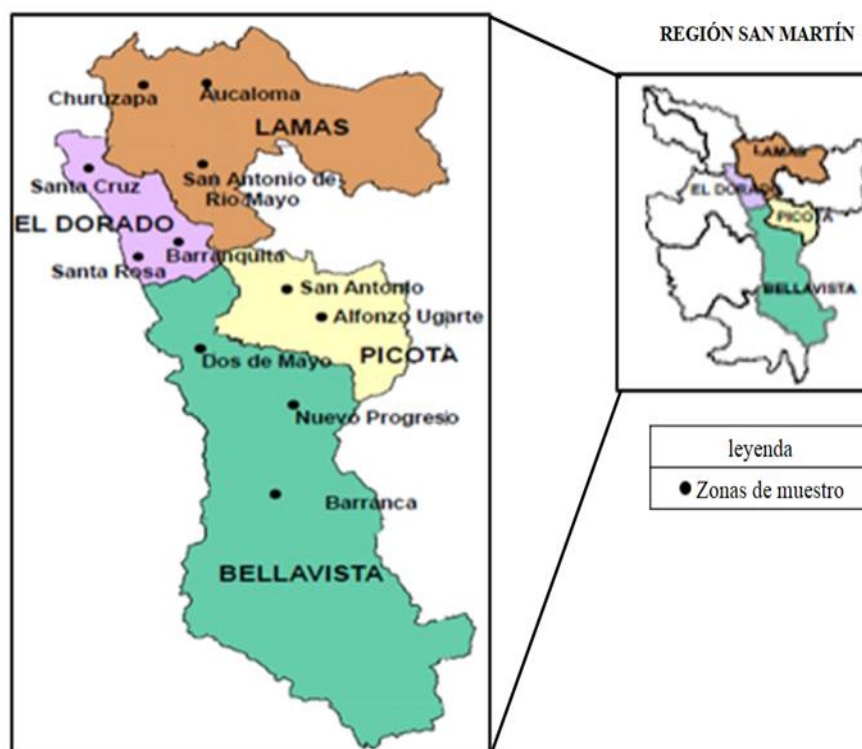 REGIÓN SAN MARTÍN
Churuzapa
Aucaloma
LAMAS
Santa Cruz
San Antonio de
Rio Mayo
EL DORADO
Barranquita
Santa Rosa
San Antonio
Alfonzo Ugarte
PICOTA
Dos de Mayo
Nuevo Progresio
Barranca
BELLAVISTA
LAMAS
EL DORADO
PICOTA
BELLAVISTA
leyenda
Zonas de muestro